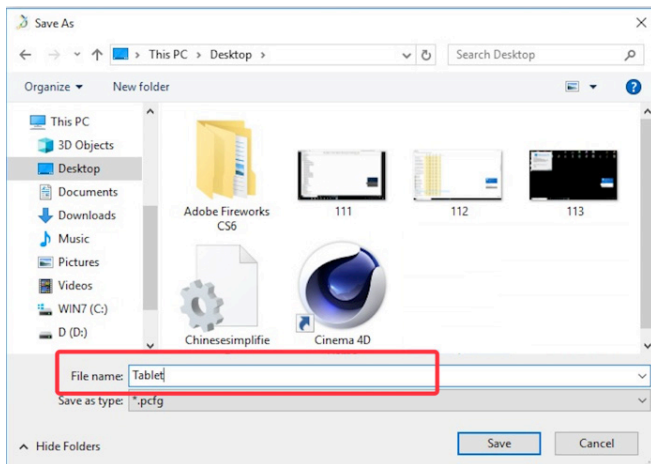 Save As
This PC > Desktop >
Search Desktop
Organize
New folder
This PC
3D Objects
Desktop
Documents
Downloads
Music
Pictures
Videos
WIN7 (C:)
D (D:)
Adobe Fireworks
CS6
111
112
113
Chinesesimplifie
Cinema 4D
File name: Tablet
Save as type: *.pcfg
Hide Folders
Save
Cancel